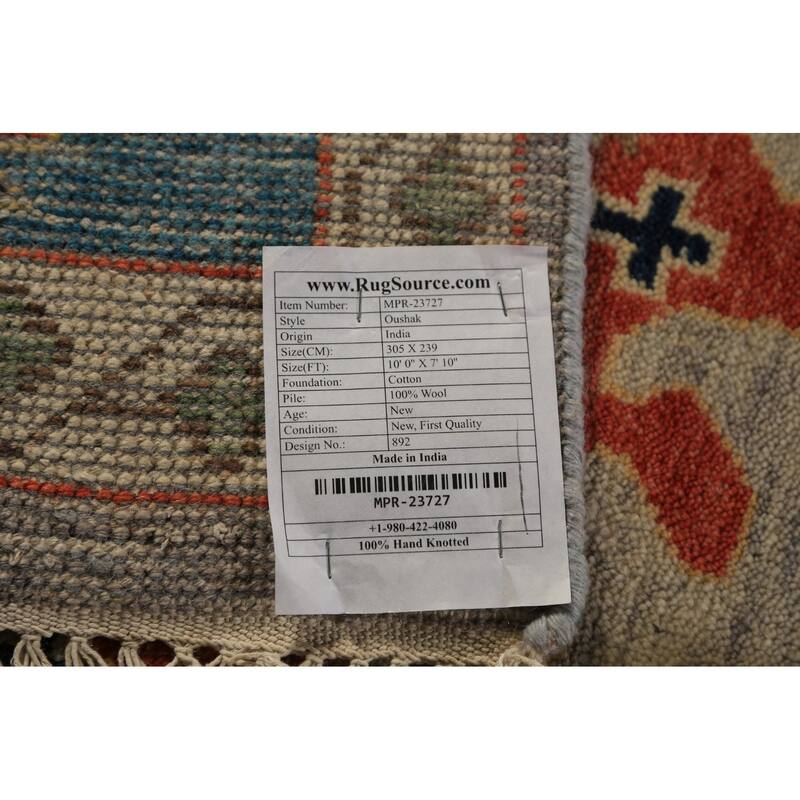 www.RugSource.com
Item Number: MPR-23727
Style Oushak
Origin India
Size(CM): 305 X 239
Size(FT): 10' 0" X 7' 10"
Foundation: Cotton
Pile: 100% Wool
Age: New
Condition: New, First Quality
Design No.: 892
Made in India
MPR-23727
+1-980-422-4080
100% Hand Knotted